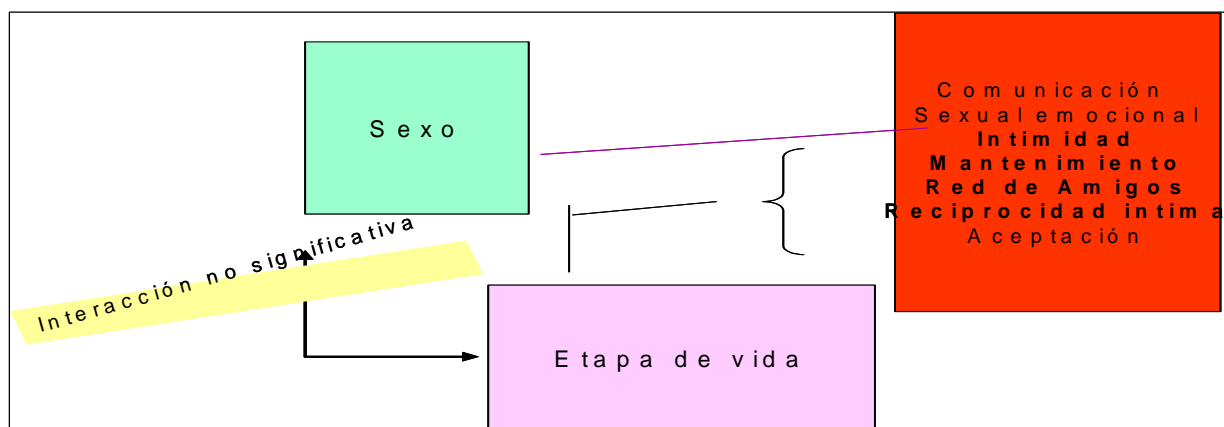 Sexo
Comunicación
Sexual emocional
Intimidad
Mantenimiento
Red de Amigos
Reciprocidad intima
Aceptación
Interacción no significativa
Etapa de vida